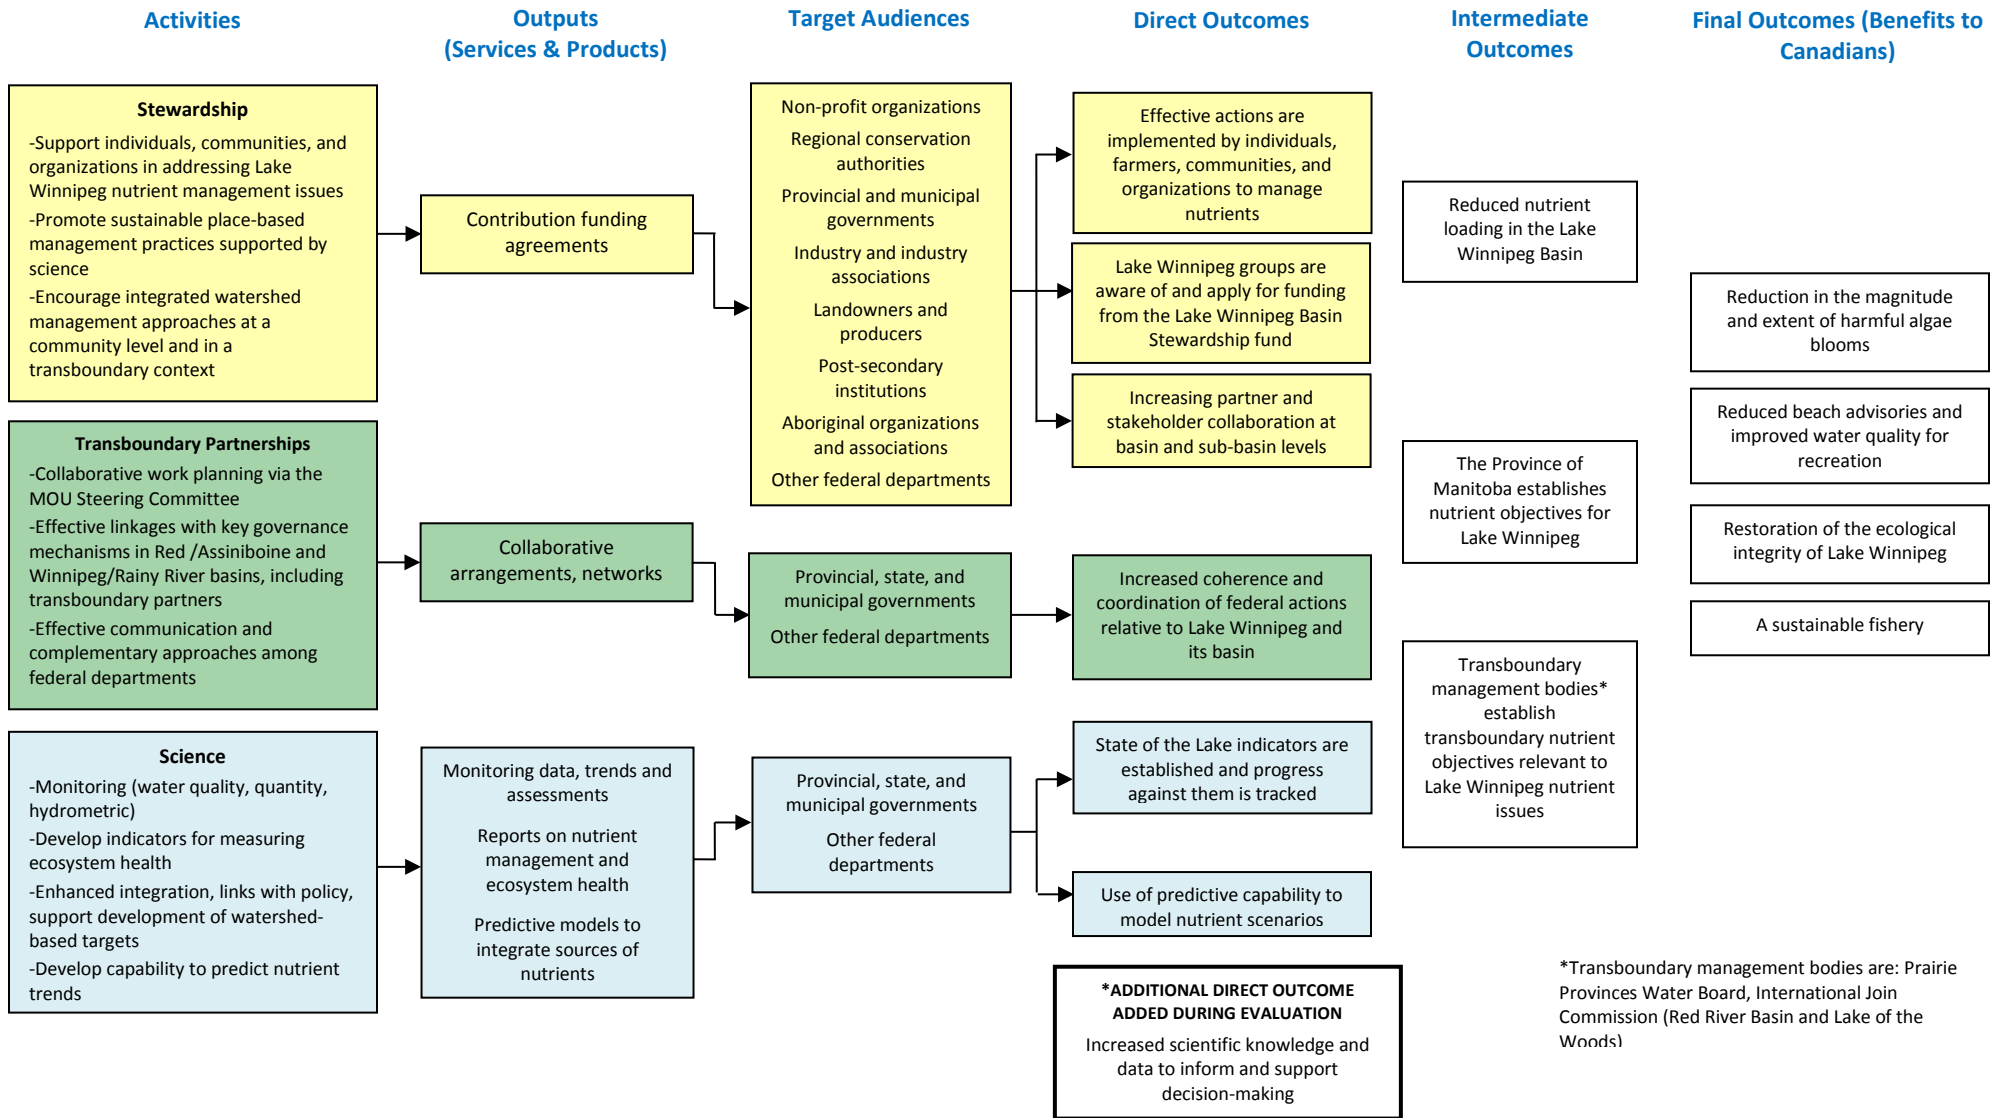 Activities
Outputs
(Services & Products)
Target Audiences
Direct Outcomes
Intermediate
Outcomes
Final Outcomes (Benefits to
Canadians)
Stewardship
-Support individuals, communities, and
organizations in addressing Lake
Winnipeg nutrient management issues
-Promote sustainable place-based
management practices supported by
science
-Encourage integrated watershed
management approaches at a
community level and in a
transboundary context
Contribution funding
agreements
Non-profit organizations
Regional conservation
authorities
Provincial and municipal
governments
Industry and industry
associations
Landowners and
producers
Post-secondary
institutions
Aboriginal organizations
and associations
Other federal departments
Effective actions are
implemented by individuals,
farmers, communities, and
organizations to manage
nutrients
Lake Winnipeg groups are
aware of and apply for funding
from the Lake Winnipeg Basin
Stewardship fund
Increasing partner and
stakeholder collaboration at
basin and sub-basin levels
Transboundary Partnerships
-Collaborative work planning via the
MOU Steering Committee
-Effective linkages with key governance
mechanisms in Red /Assiniboine and
Winnipeg/Rainy River basins, including
transboundary partners
-Effective communication and
complementary approaches among
federal departments
Collaborative
arrangements, networks
Provincial, state, and
municipal governments
Other federal departments
Increased coherence and
coordination of federal actions
relative to Lake Winnipeg and
its basin
Science
-Monitoring (water quality, quantity,
hydrometric)
-Develop indicators for measuring
ecosystem health
-Enhanced integration, links with policy,
support development of watershed-
based targets
-Develop capability to predict nutrient
trends
Monitoring data, trends and
assessments
Reports on nutrient
management and
ecosystem health
Predictive models to
integrate sources of
nutrients
Provincial, state, and
municipal governments
Other federal
departments
State of the Lake indicators are
established and progress
against them is tracked
Use of predictive capability to
model nutrient scenarios
*ADDITIONAL DIRECT OUTCOME
ADDED DURING EVALUATION
Increased scientific knowledge and
data to inform and support
decision-making
Reduced nutrient
loading in the Lake
Winnipeg Basin
The Province of
Manitoba establishes
nutrient objectives for
Lake Winnipeg
Transboundary
management bodies*
establish
transboundary nutrient
objectives relevant to
Lake Winnipeg nutrient
issues
Reduction in the magnitude
and extent of harmful algae
blooms
Reduced beach advisories and
improved water quality for
recreation
Restoration of the ecological
integrity of Lake Winnipeg
A sustainable fishery
*Transboundary management bodies are: Prairie
Provinces Water Board, International Join
Commission (Red River Basin and Lake of the
Woods)